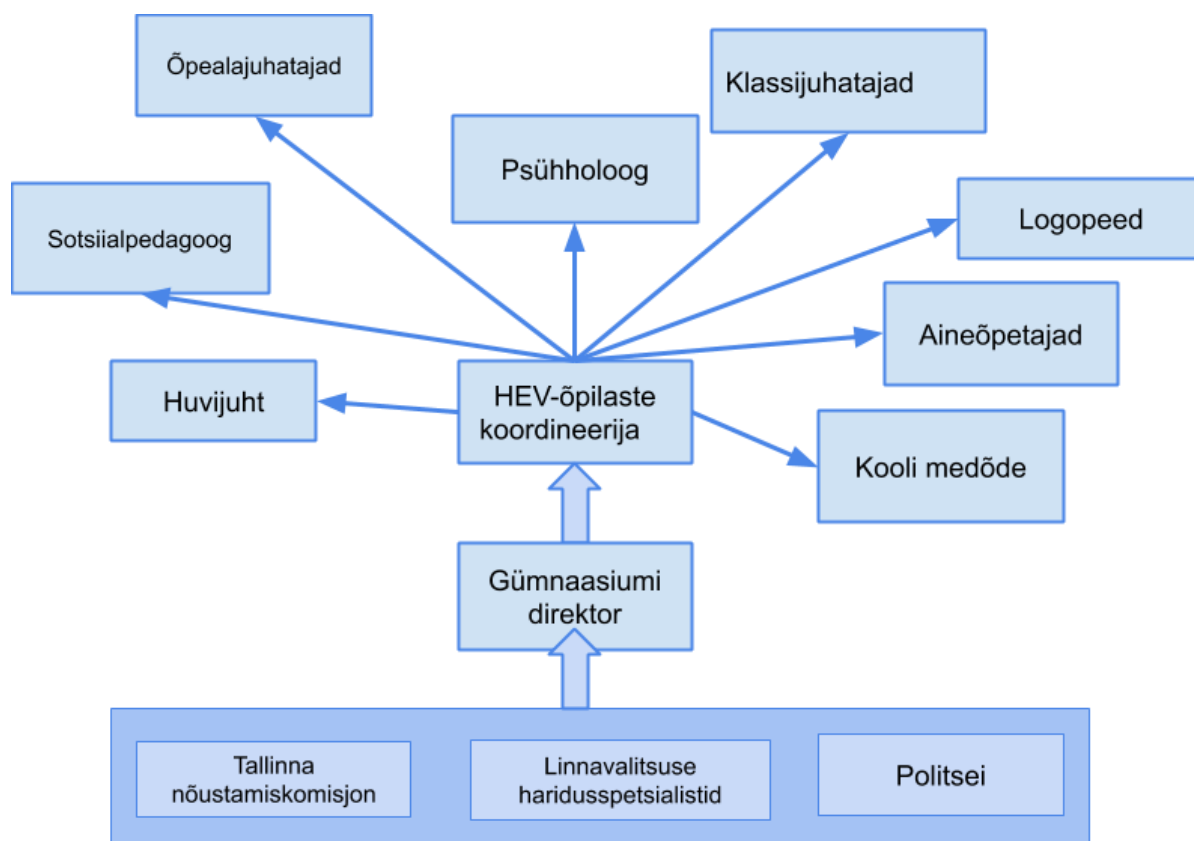 Õpealajuhatajad
Klassijuhatajad
Psühholoog
Sotsiialpedagoog
Logopeed
Aineõpetajad
Huvijuht
HEV-õpilaste
koordineerija
Kooli medõde
Gümnaasiumi
direktor
Tallinna
nõustamiskomisjon
Linnavalitsuse
haridusspetsialistid
Politsei